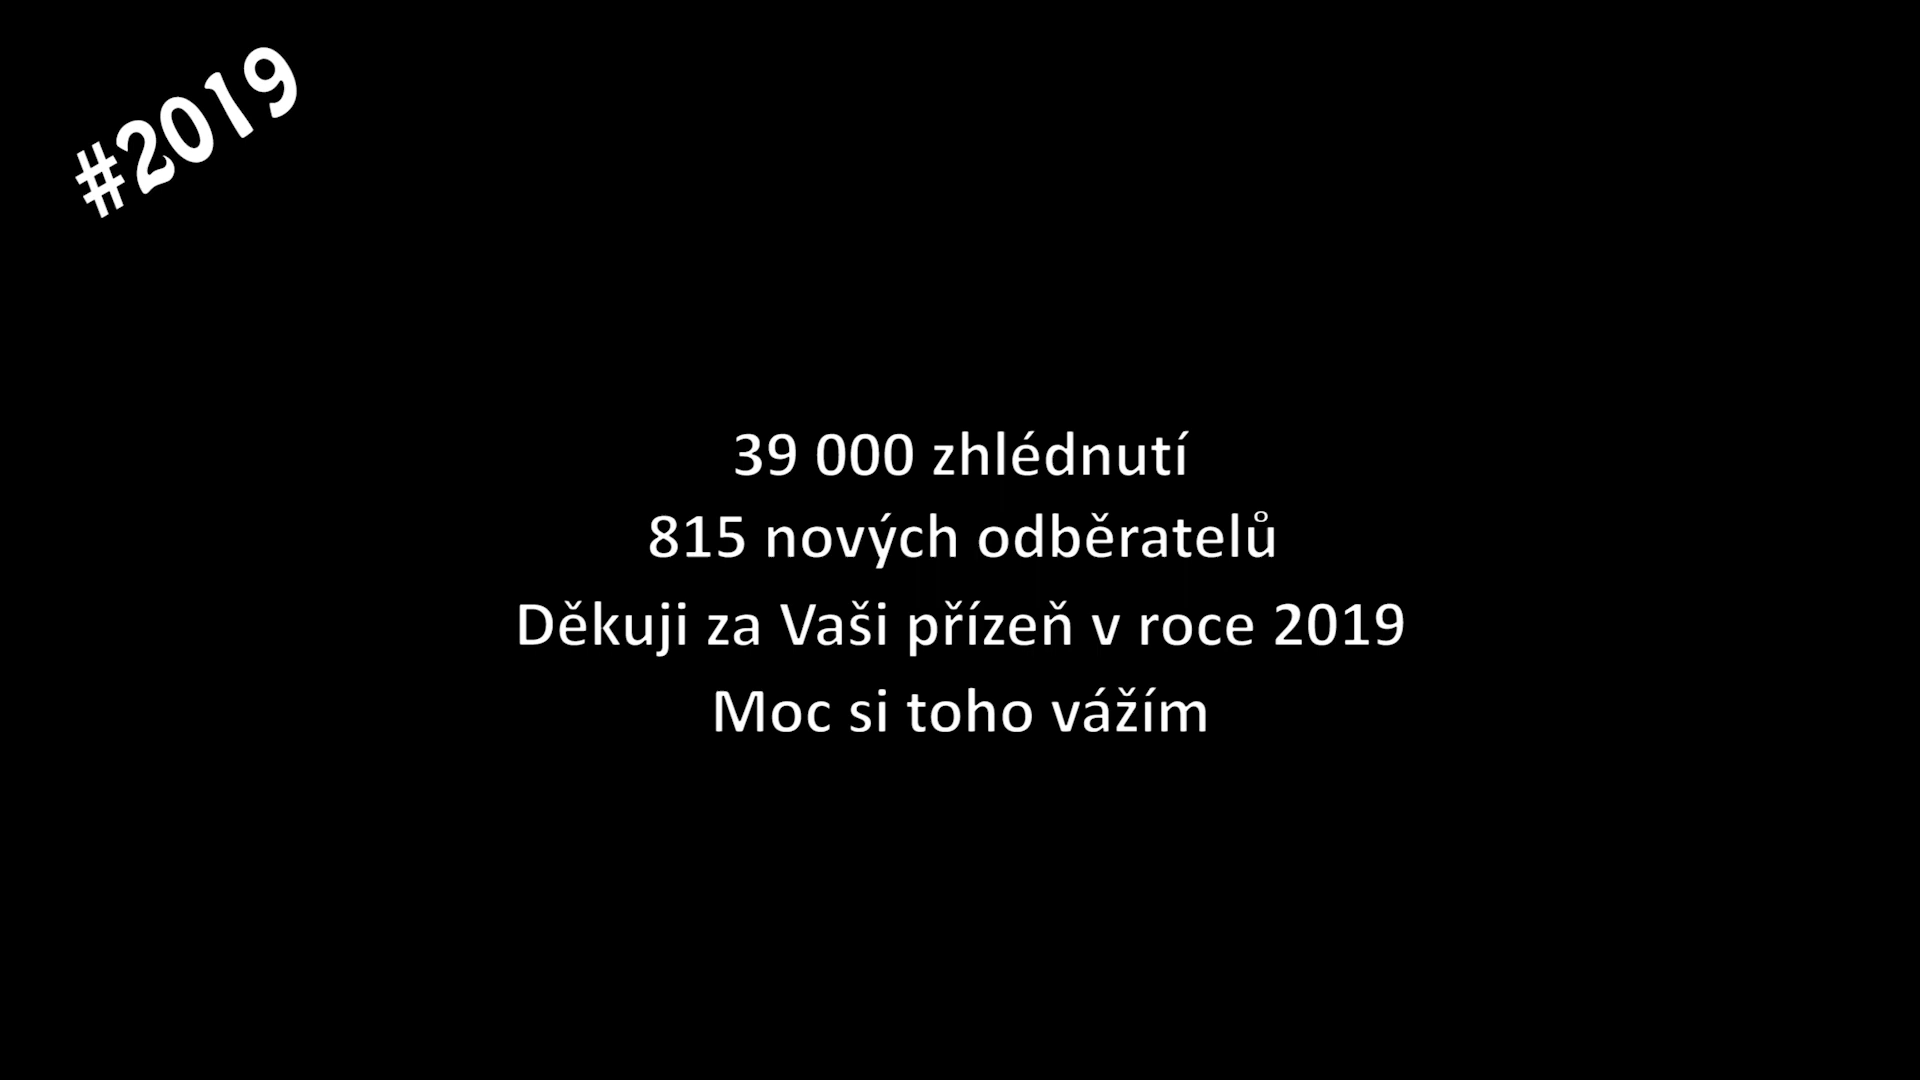 #2019
39 000 zhlédnutí
815 nových odběratelů
Děkuji za Vaši přízeň v roce 2019
Moc si toho vážím